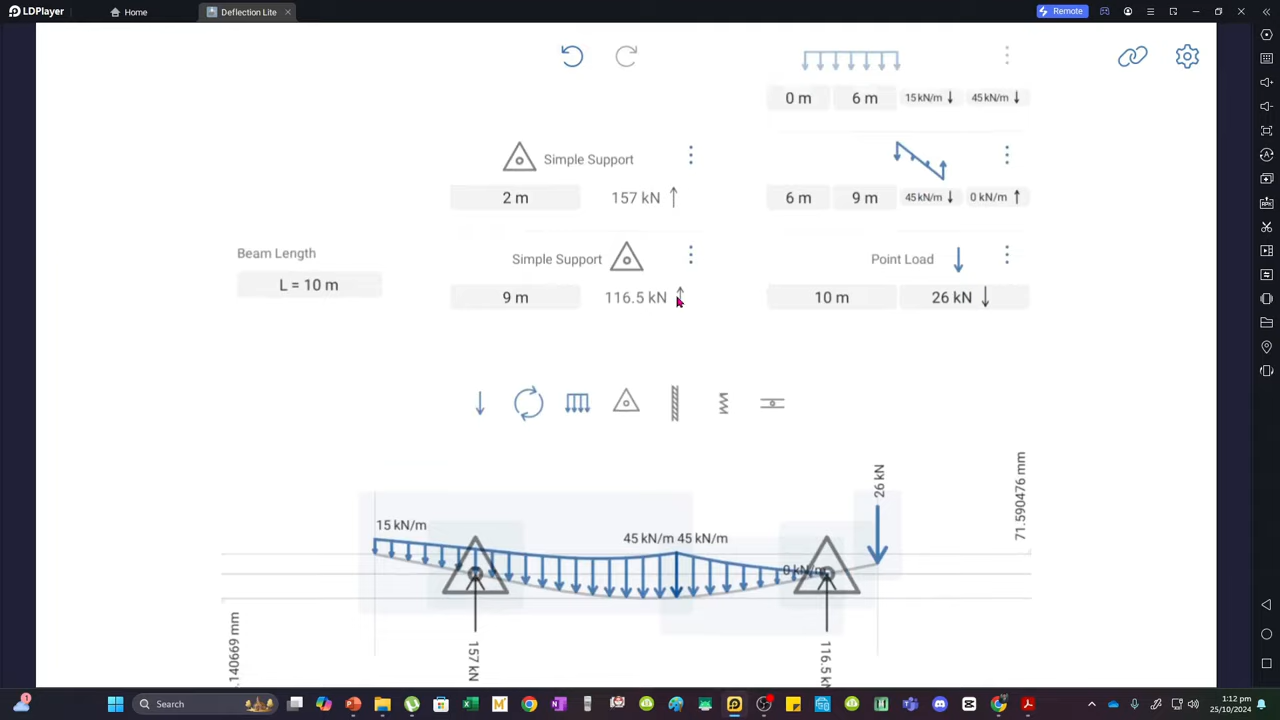 LDPlayer
Home
Deflection Lite
Remote
0 m
6 m
15 kN/m
45 kN/m
Simple Support
2 m
157 kN
6 m
9 m
45 kN/m
0 kN/m
Beam Length
L = 10 m
Simple Support
9 m
116.5 kN
Point Load
10 m
26 kN
15 kN/m
45 kN/m 45 kN/m
0 kN/m
26 kN
71.590476 mm
.140669 mm
157 kN
116.5 kN
1
Search
1:12 pm
25/10/2024